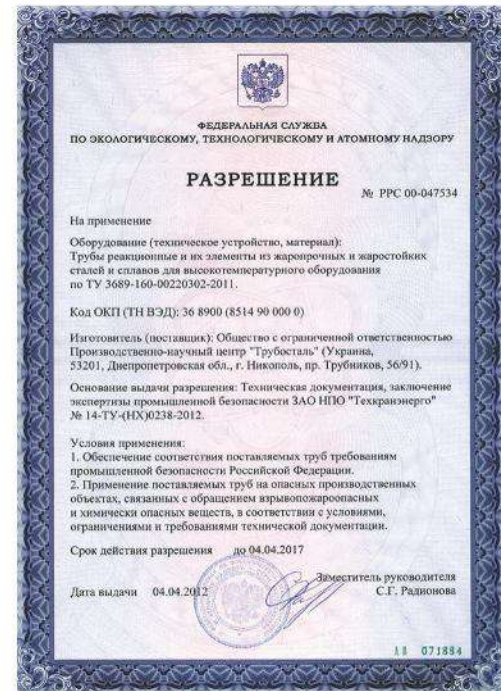 ФЕДЕРАЛЬНАЯ СЛУЖБА
ПО ЭКОЛОГИЧЕСКОМУ, ТЕХНОЛОГИЧЕСКОМУ И АТОМНОМУ НАДЗОРУ
РАЗРЕШЕНИЕ
№ РРС 00-047534
На применение
Оборудование (техническое устройство, материал):
Трубы реакционные и их элементы из жаропрочных и жаростойких
сталей и сплавов для высокотемпературного оборудования
по ТУ 3689-160-00220302-2011.
Код ОКП (ТН ВЭД): 36 8900 (8514 90 000 0)
Изготовитель (поставщик): Общество с ограниченной ответственностью
Производственно-научный центр "Трубосталь" (Украина,
53201, Днепропетровская обл., г. Никополь, пр. Трубников, 56/91).
Основание выдачи разрешения: Техническая документация, заключение
экспертизы промышленной безопасности ЗАО НПО "Техкранэнерго"
№ 14-ТУ-(НХ)0238-2012.
Условия применения:
1. Обеспечение соответствия поставляемых труб требованиям
промышленной безопасности Российской Федерации.
2. Применение поставляемых труб на опасных производственных
объектах, связанных с обращением взрывопожароопасных
и химически опасных веществ, в соответствии с условиями,
ограничениями и требованиями технической документации.
Срок действия разрешения до 04.04.2017
Заместитель руководителя
Дата выдачи 04.04.2012 С.Г. Радионова
АВ 071884